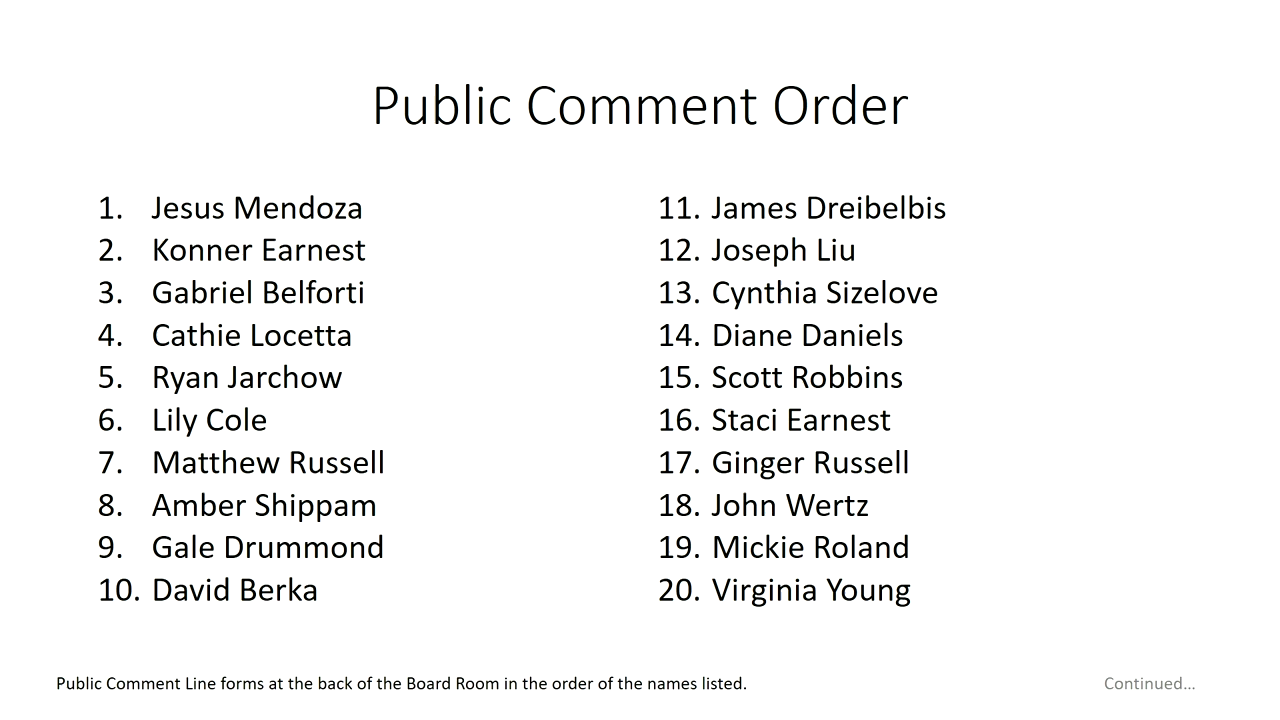 Public Comment Order
1. Jesus Mendoza
2. Konner Earnest
3. Gabriel Belforti
4. Cathie Locetta
5. Ryan Jarchow
6. Lily Cole
7. Matthew Russell
8. Amber Shippam
9. Gale Drummond
10. David Berka
11. James Dreibelbis
12. Joseph Liu
13. Cynthia Sizelove
14. Diane Daniels
15. Scott Robbins
16. Staci Earnest
17. Ginger Russell
18. John Wertz
19. Mickie Roland
20. Virginia Young
Public Comment Line forms at the back of the Board Room in the order of the names listed.
Continued...